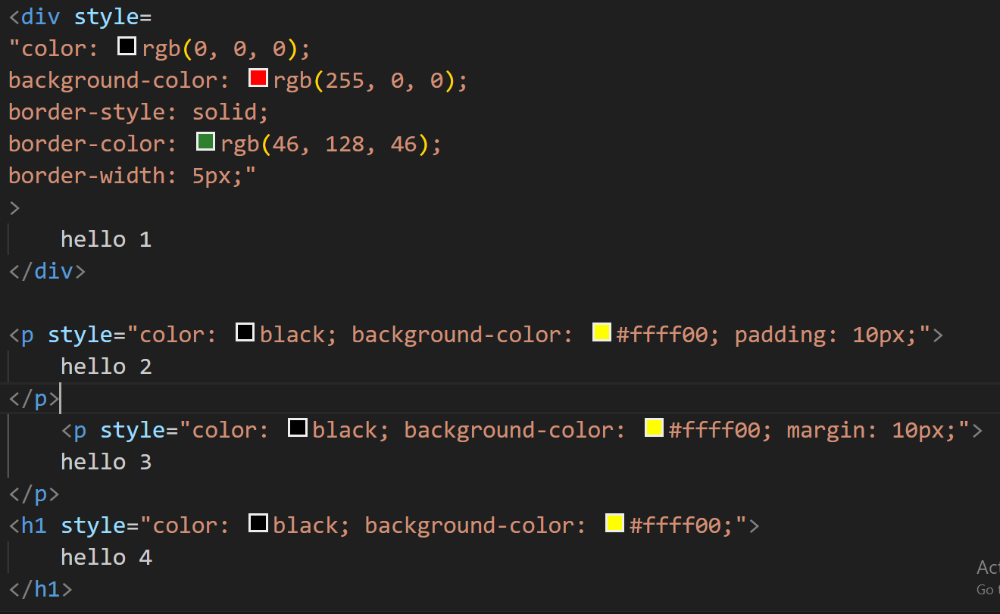 <div style=
"color: rgb(0, 0, 0);
background-color: rgb(255, 0, 0);
border-style: solid;
border-color: rgb(46, 128, 46);
border-width: 5px;"
>
    hello 1
</div>

<p style="color: black; background-color: #ffff00; padding: 10px;">
    hello 2
</p>
    <p style="color: black; background-color: #ffff00; margin: 10px;">
    hello 3
</p>
<h1 style="color: black; background-color: #ffff00;">
    hello 4
Act
Go t
</h1>